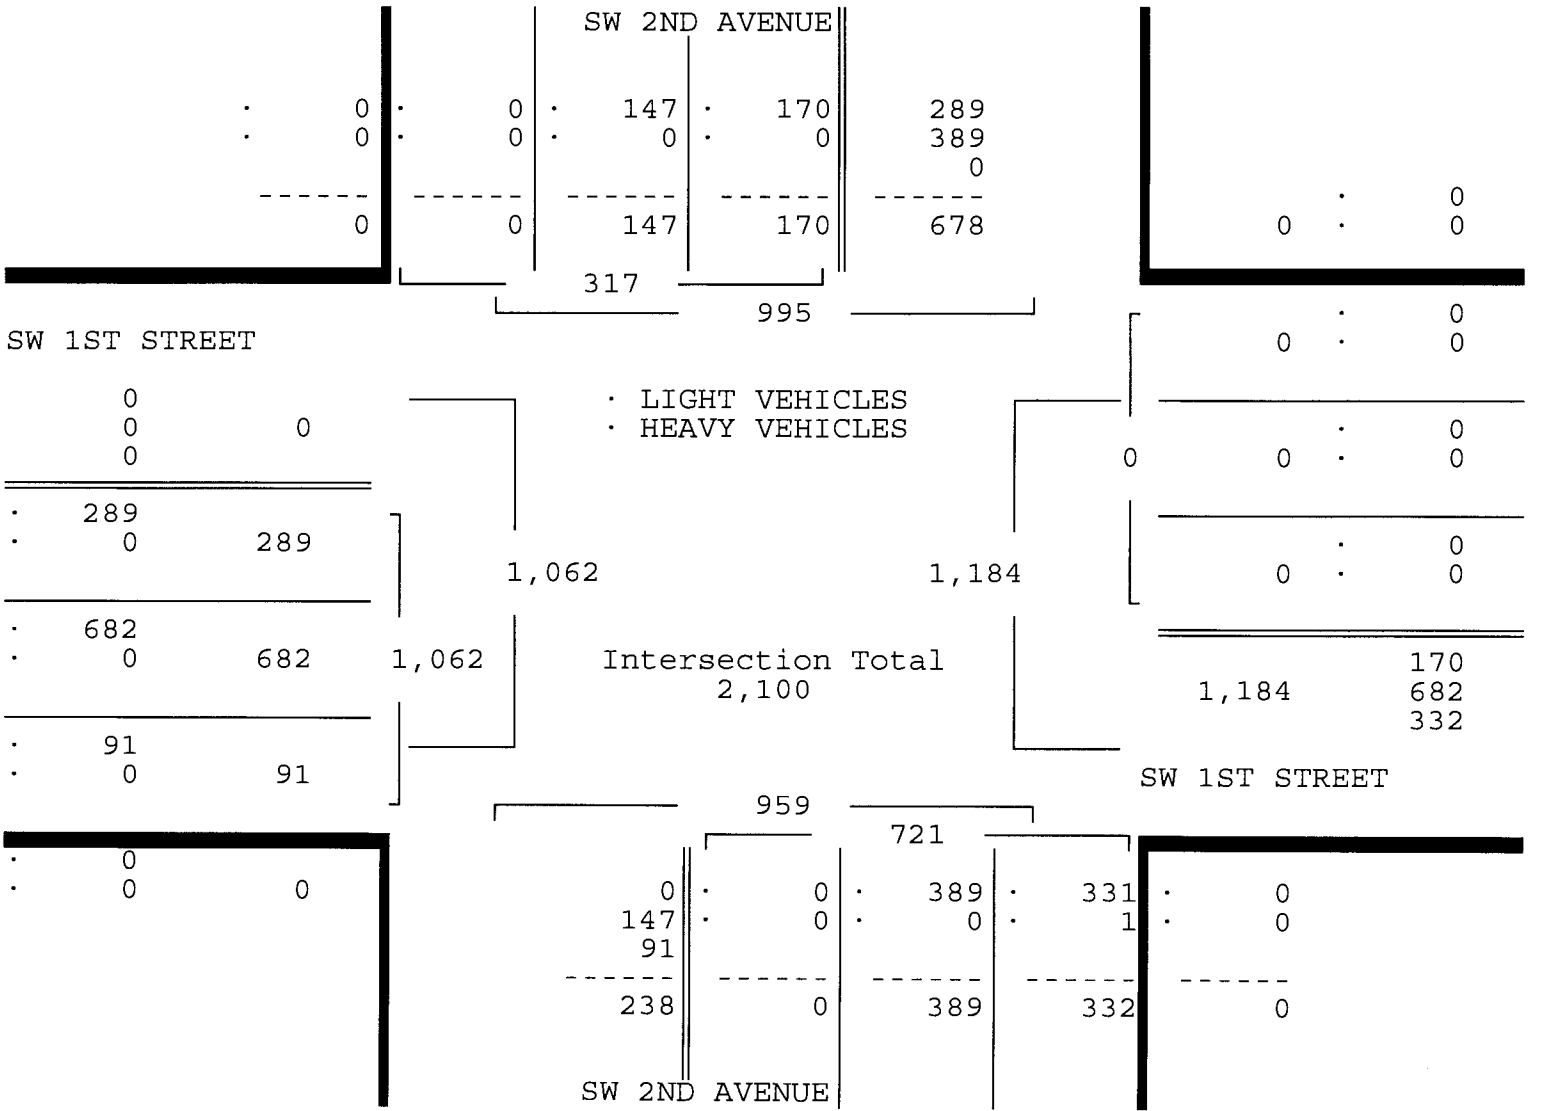 SW 2ND AVENUE
· 0 · 0 · 147 · 170 289
· 0 · 0 · 0 · 0 389
0
------ ------ ------ ------ ------
· 0
0 0 147 170 678 0 · 0
317
995 · 0
SW 1ST STREET 0 · 0
0 · LIGHT VEHICLES
0 0 · HEAVY VEHICLES · 0
0 0 0 · 0
· 289
· 0 289 · 0
1,062 1,184 0 · 0
· 682
· 0 682 1,062 Intersection Total 170
2,100 1,184 682
332
· 91
· 0 91 SW 1ST STREET
959
721
· 0
· 0 0 0 · 0 · 389 · 331 · 0
147 · 0 · 0 · 1 · 0
91
------ ------ ------ ------ ------
238 0 389 332 0
SW 2ND AVENUE